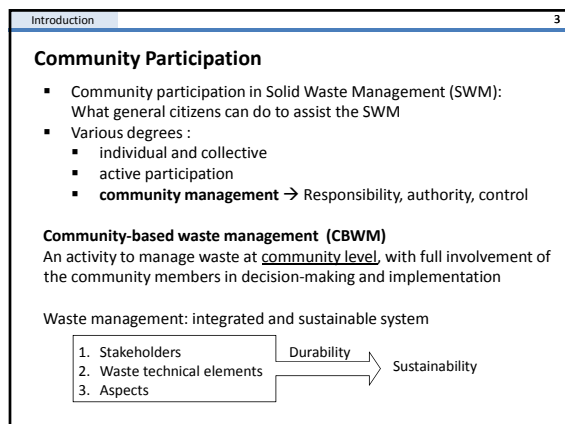 Introduction 3
Community Participation
▪ Community participation in Solid Waste Management (SWM):
What general citizens can do to assist the SWM
▪ Various degrees :
▪ individual and collective
▪ active participation
▪ community management → Responsibility, authority, control
Community-based waste management (CBWM)
An activity to manage waste at community level, with full involvement of
the community members in decision-making and implementation
Waste management: integrated and sustainable system
1. Stakeholders
2. Waste technical elements
3. Aspects
Durability
Sustainability